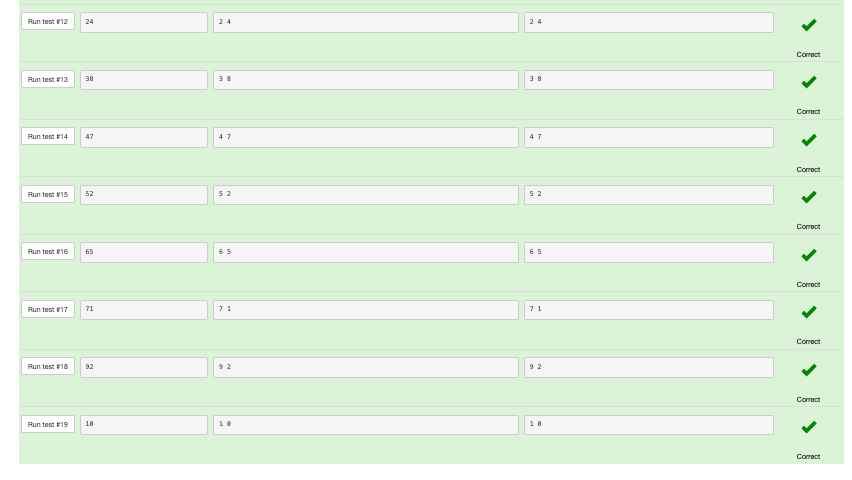 Run test #12 24 2 4 2 4
Correct
Run test #13 38 3 8 3 8
Correct
Run test #14 47 4 7 4 7
Correct
Run test #15 52 5 2 5 2
Correct
Run test #16 65 6 5 6 5
Correct
Run test #17 71 7 1 7 1
Correct
Run test #18 92 9 2 9 2
Correct
Run test #19 10 1 0 1 0
Correct